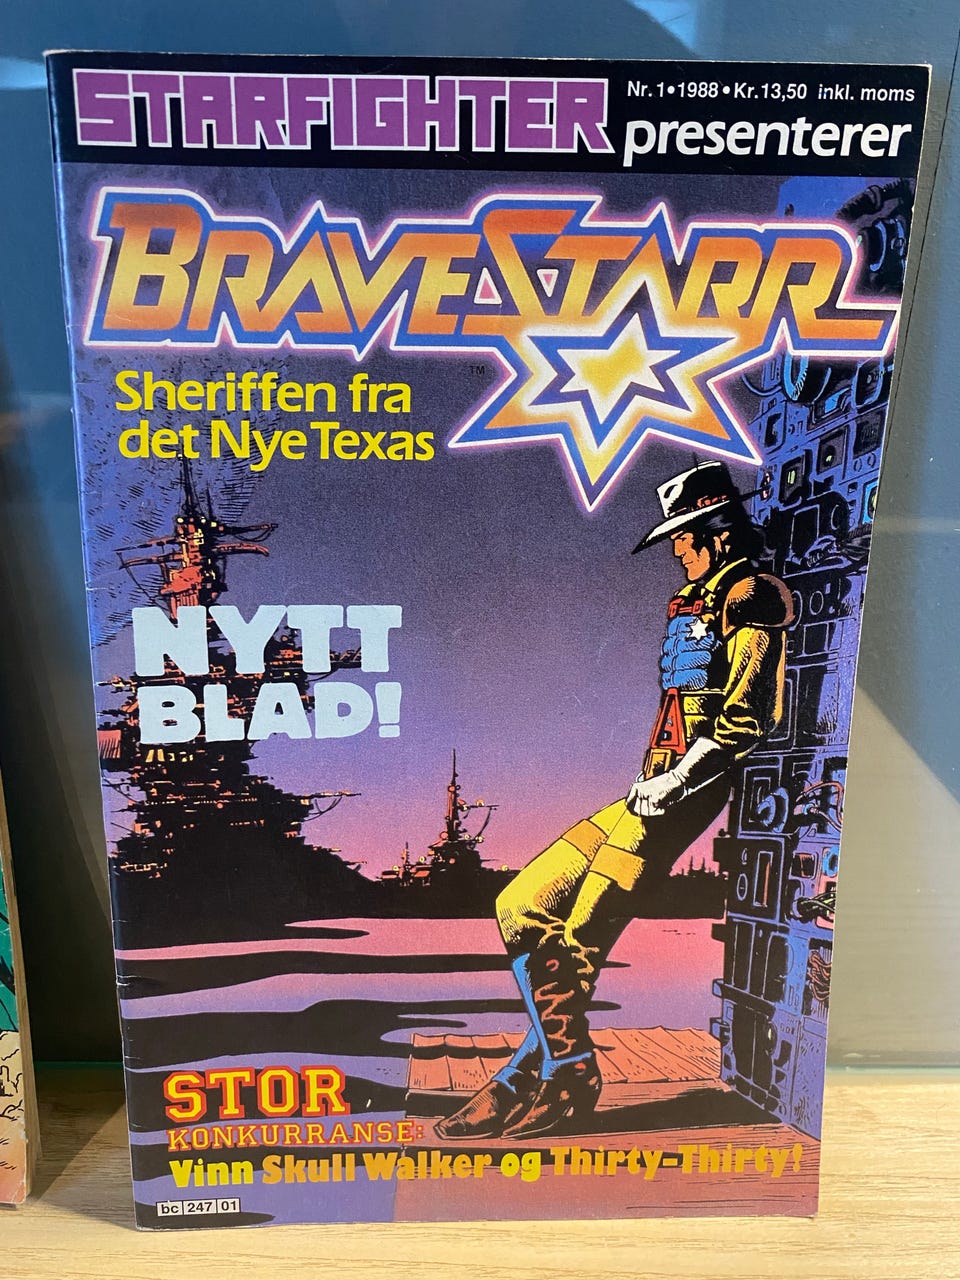 STARFIGHTER
Nr. 1•1988•Kr. 13,50 inkl. moms
presenterer
BRAVESTARR
TM
Sheriffen fra
det Nye Texas
NYTT
BLAD!
STOR
KONKURRANSE:
Vinn Skull Walker og Thirty-Thirty!
bc 247 01